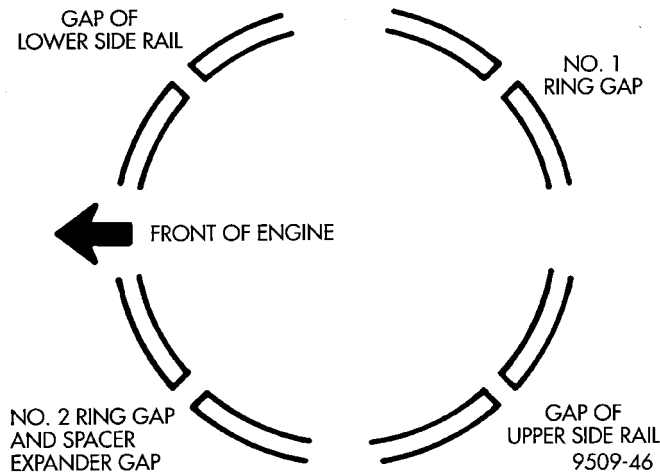 GAP OF
LOWER SIDE RAIL
NO. 1
RING GAP
FRONT OF ENGINE
NO. 2 RING GAP
AND SPACER
EXPANDER GAP
GAP OF
UPPER SIDE RAIL
9509-46